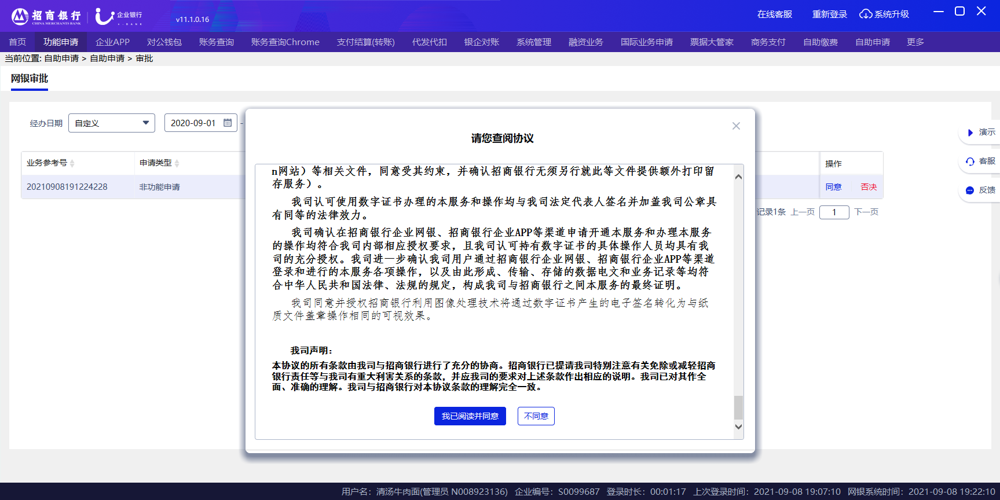 招商银行
CHINA MERCHANTS BANK
企业银行
U-BANK
v11.1.0.16
在线客服 重新登录 系统升级
首页 功能申请 企业APP 对公钱包 账务查询 账务查询Chrome 支付结算(转账) 代发代扣 银企对账 系统管理 融资业务 国际业务申请 票据大管家 商务支付 自助缴费 自助申请 更多
当前位置: 自助申请 > 自助申请 > 审批
网银审批
经办日期 自定义 2020-09-01 -
业务参考号 申请类型 操作
20210908191224228 非功能申请 同意 否决
记录1条 上一页 1 下一页
演示
客服
反馈
请您查阅协议
n网站）等相关文件，同意受其约束，并确认招商银行无须另行就此等文件提供额外打印留
存服务）。
我司认可使用数字证书办理的本服务和操作均与我司法定代表人签名并加盖我司公章具
有同等的法律效力。
我司确认在招商银行企业网银、招商银行企业APP等渠道申请开通本服务和办理本服务
的操作均符合我司内部相应授权要求，且我司认可持有数字证书的具体操作人员均具有我
司的充分授权。我司进一步确认我司用户通过招商银行企业网银、招商银行企业APP等渠道
登录和进行的本服务各项操作，以及由此形成、传输、存储的数据电文和业务记录等均符
合中华人民共和国法律、法规的规定，构成我司与招商银行之间本服务的最终证明。
我司同意并授权招商银行利用图像处理技术将通过数字证书产生的电子签名转化为与纸
质文件盖章操作相同的可视效果。
我司声明：
本协议的所有条款由我司与招商银行进行了充分的协商。招商银行已提请我司特别注意有关免除或减轻招商
银行责任等与我司有重大利害关系的条款，并应我司的要求对上述条款作出相应的说明。我司已对其作全
面、准确的理解。我司与招商银行对本协议条款的理解完全一致。
我已阅读并同意 不同意
用户名：清汤牛肉面(管理员 N008923136) 企业编号：S0099687 登录时长：00:01:17 上次登录时间：2021-09-08 19:07:10 网银系统时间：2021-09-08 19:22:10